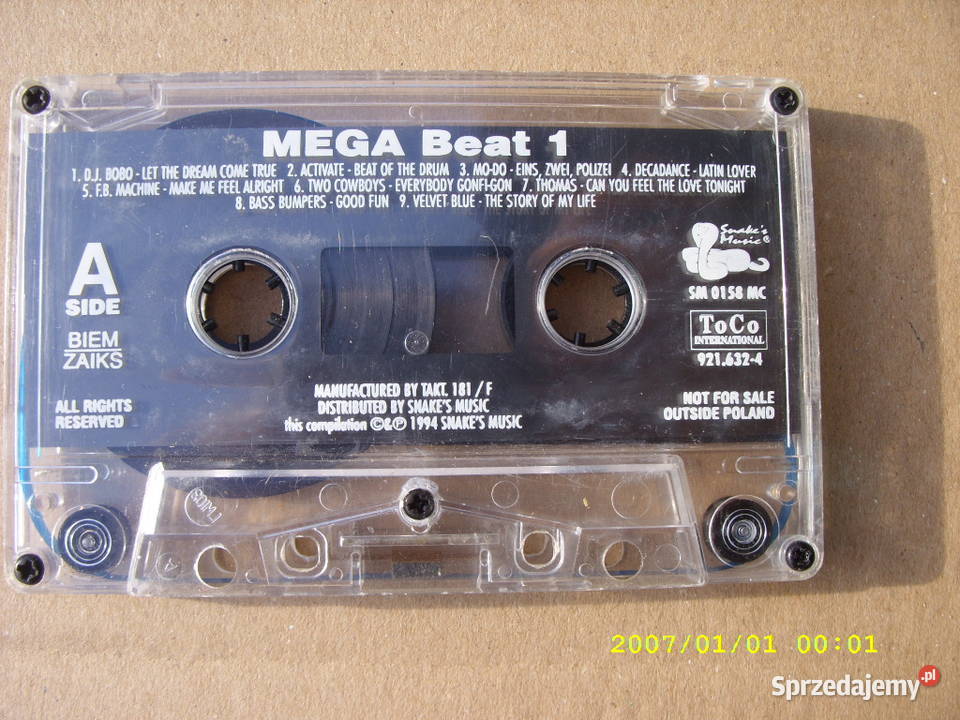 MEGA Beat 1
1. D.J. BOBO - LET THE DREAM COME TRUE 2. ACTIVATE - BEAT OF THE DRUM 3. MO-DO - EINS, ZWEI, POLIZEI 4. DECADANCE - LATIN LOVER
5. F.B. MACHINE - MAKE ME FEEL ALRIGHT 6. TWO COWBOYS - EVERYBODY GONFI-GON 7. THOMAS - CAN YOU FEEL THE LOVE TONIGHT
8. BASS BUMPERS - GOOD FUN 9. VELVET BLUE - THE STORY OF MY LIFE
A
SIDE
BIEM
ZAIKS
ALL RIGHTS
RESERVED
Snake's
Music®
SM 0158 MC
ToCo
INTERNATIONAL
921.632-4
NOT FOR SALE
OUTSIDE POLAND
MANUFACTURED BY TAKT. 181 / F
DISTRIBUTED BY SNAKE'S MUSIC
this compilation ©&℗ 1994 SNAKE'S MUSIC
2007/01/01 00:01
Sprzedajemy.pl